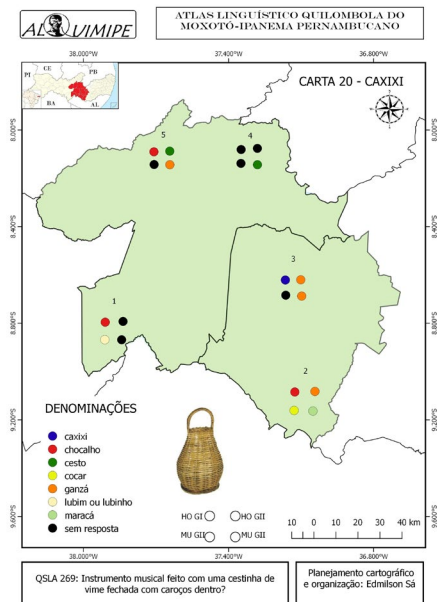 ALQUIMIPE
ATLAS LINGUÍSTICO QUILOMBOLA DO
MOXOTÓ-IPANEMA PERNAMBUCANO
38.000°S
37.400°S
36.800°S
CE
PB
PI
BA
AL
CARTA 20 - CAXIXI
8.000°S
8.400°S
8.800°S
9.200°S
9.600°S
5
4
3
1
2
DENOMINAÇÕES
caxixi
chocalho
cesto
cocar
ganzá
lubim ou lubinho
maracá
sem resposta
HO GI
HO GII
MU GII
MU GII
10 0 10 20 30 40 km
38.000°S
37.400°S
36.800°S
QSLA 269: Instrumento musical feito com uma cestinha de
vime fechada com caroços dentro?
Planejamento cartográfico
e organização: Edmilson Sá